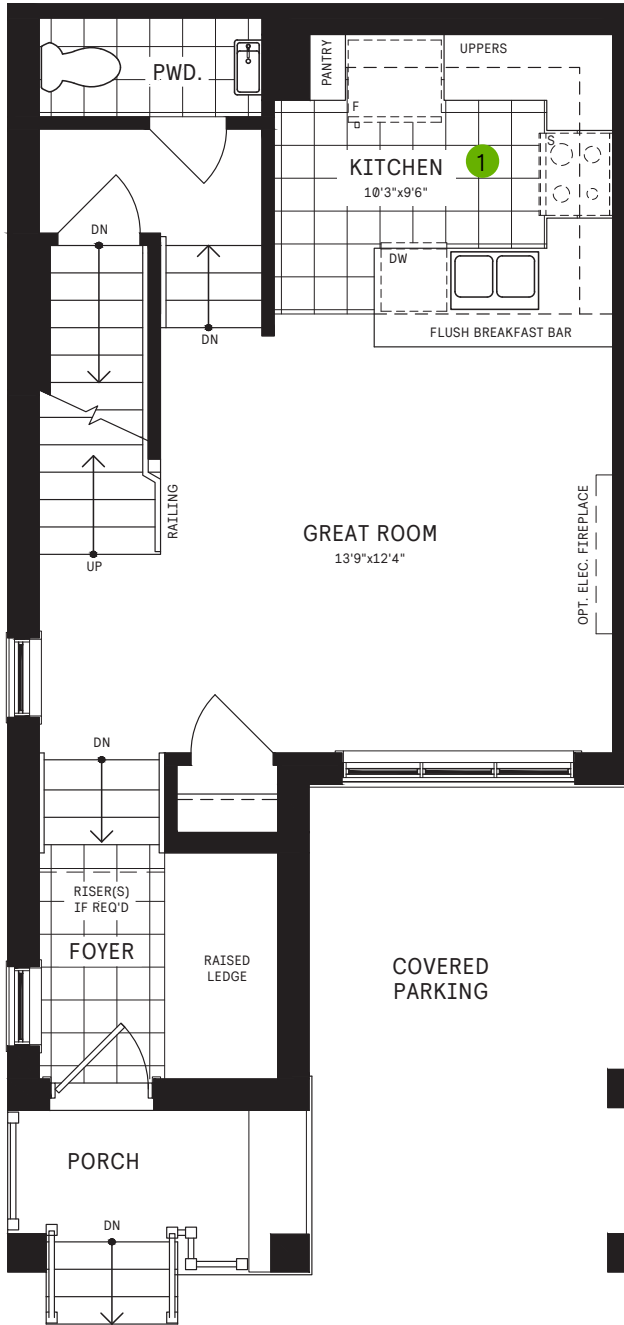 PWD.
PANTRY
UPPERS
F
S
KITCHEN
1
10'3"x9'6"
DN
DW
DN
FLUSH BREAKFAST BAR
RAILING
GREAT ROOM
13'9"x12'4"
OPT. ELEC. FIREPLACE
UP
DN
RISER(S)
IF REQ'D
FOYER
RAISED
LEDGE
COVERED
PARKING
PORCH
DN